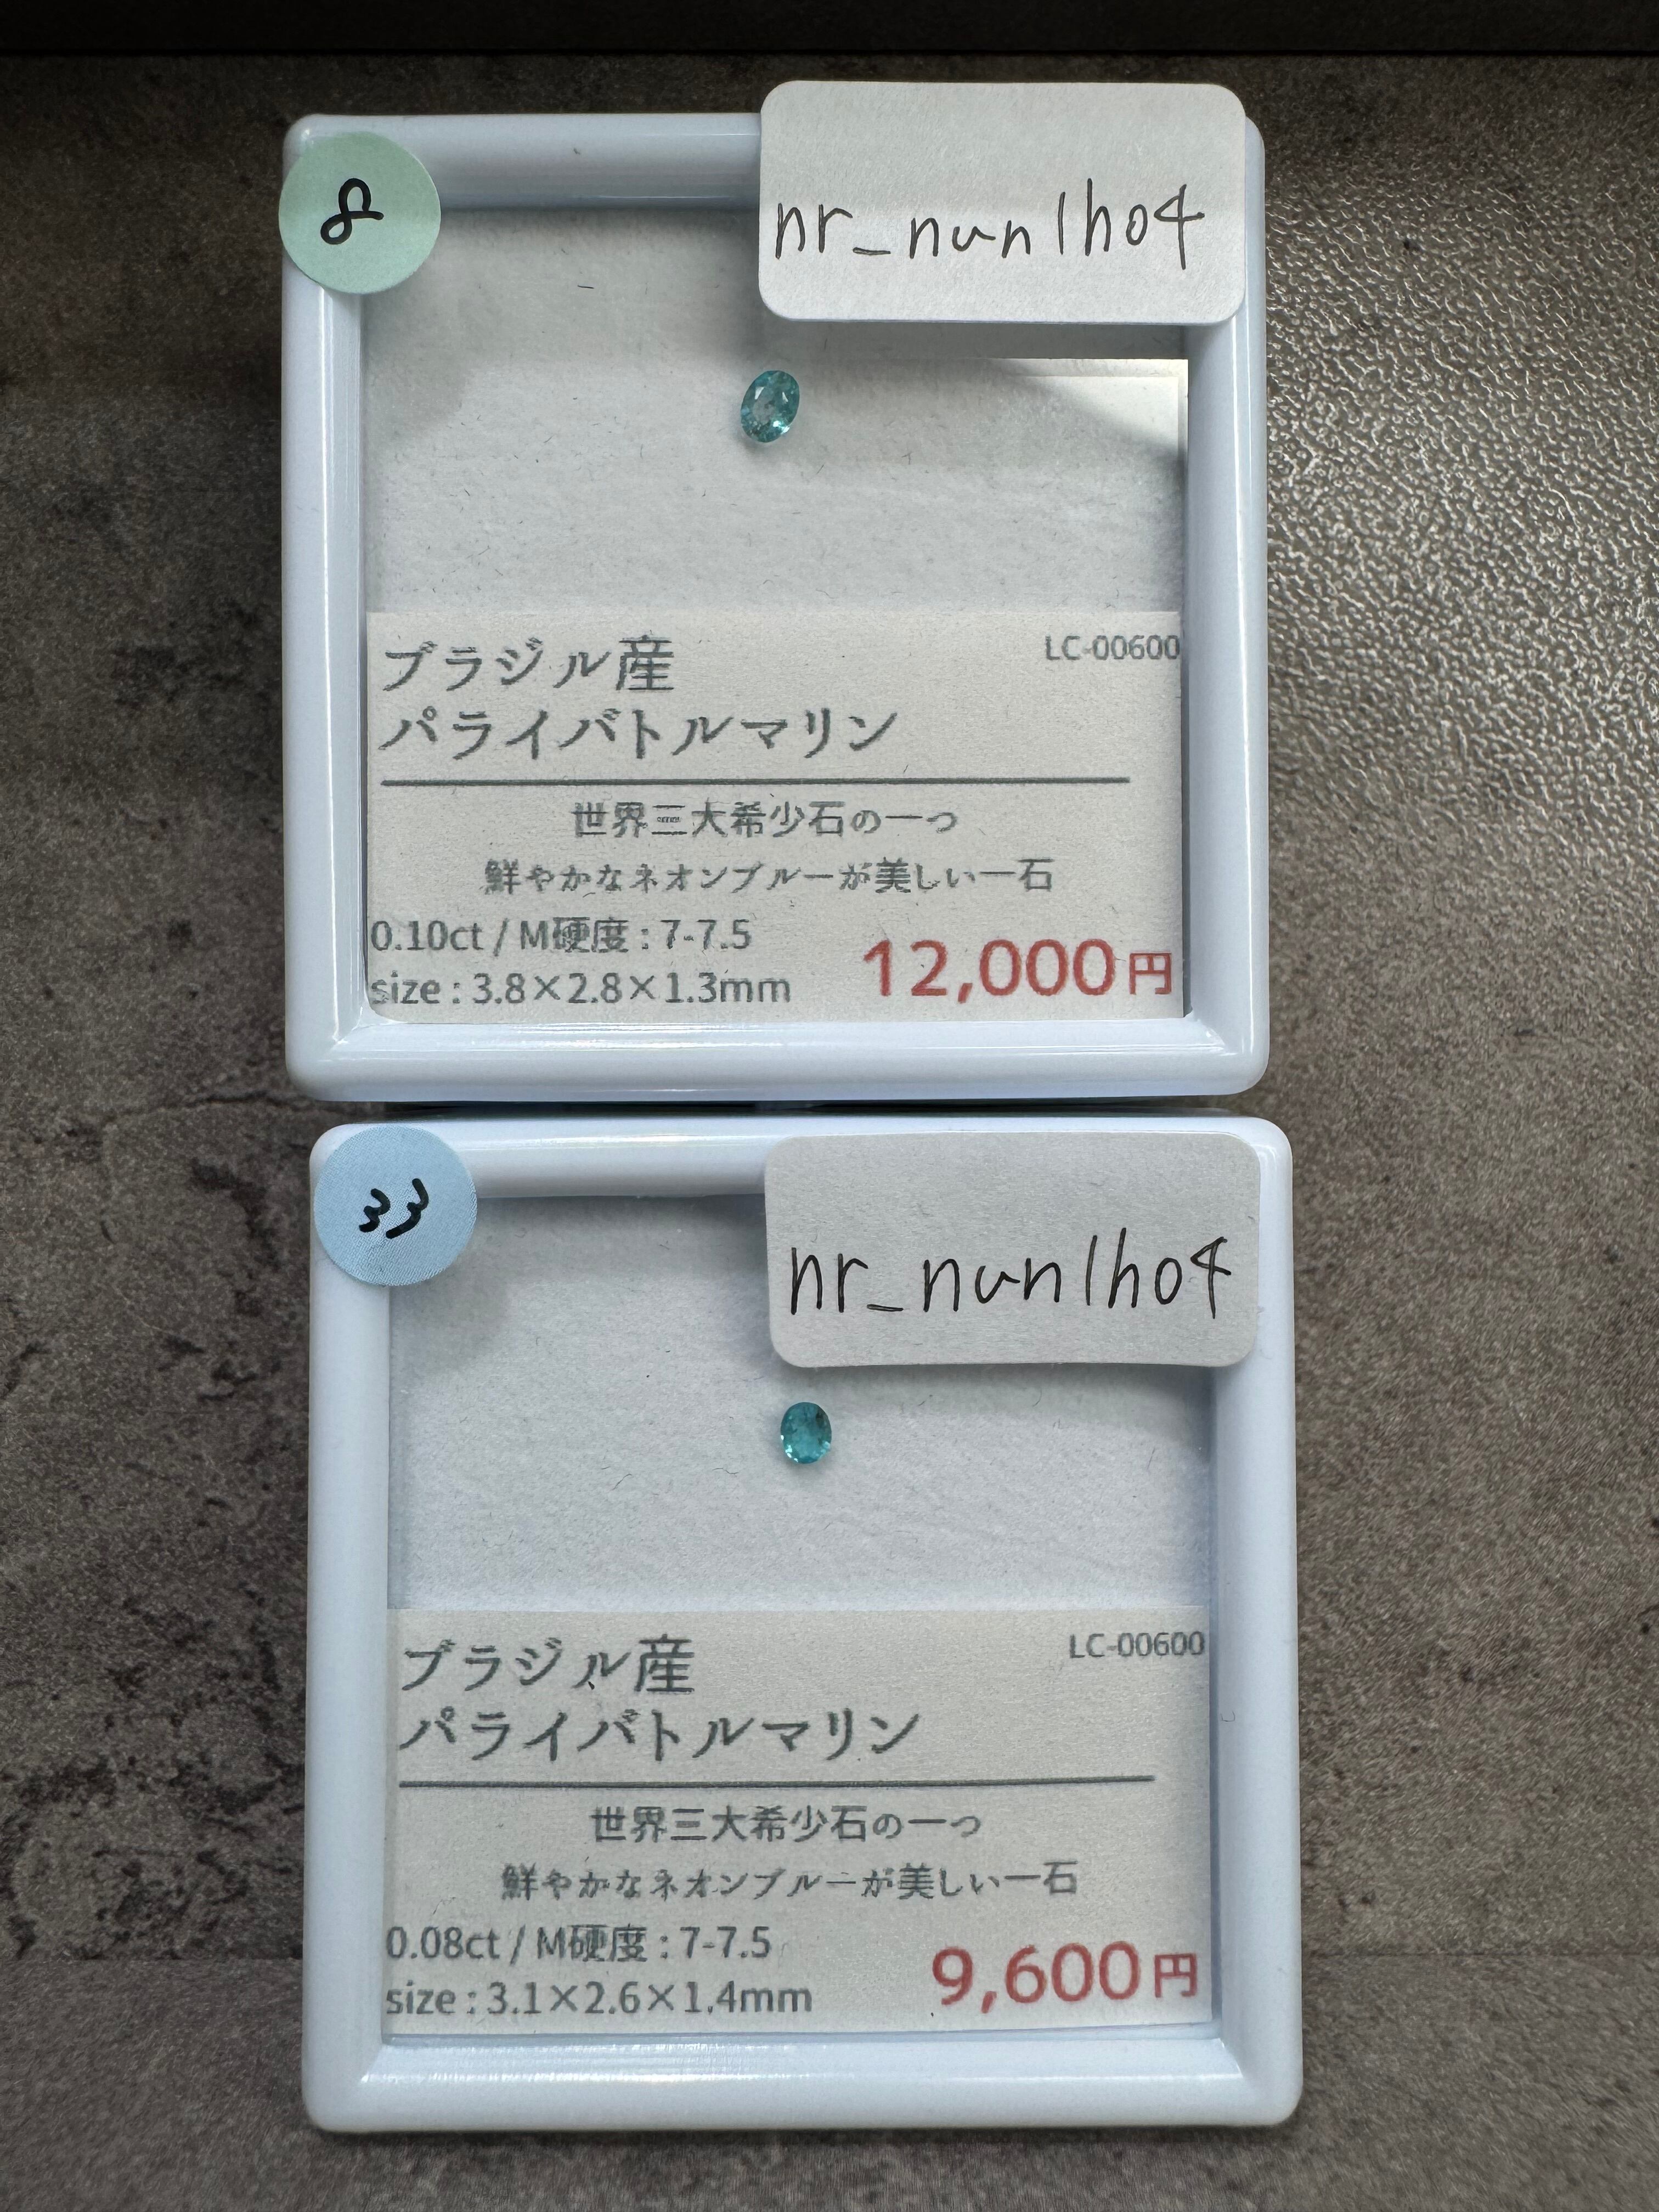 8
nr_nun1h04
ブラジル産
LC-00600
パライバトルマリン
世界三大希少石の一つ
鮮やかなネオンブルーが美しい一石
0.10ct / M硬度 : 7-7.5
size : 3.8×2.8×1.3mm
12,000円
33
nr_nun1h04
ブラジル産
LC-00600
パライバトルマリン
世界三大希少石の一つ
鮮やかなネオンブルーが美しい一石
0.08ct / M硬度 : 7-7.5
size : 3.1×2.6×1.4mm
9,600円